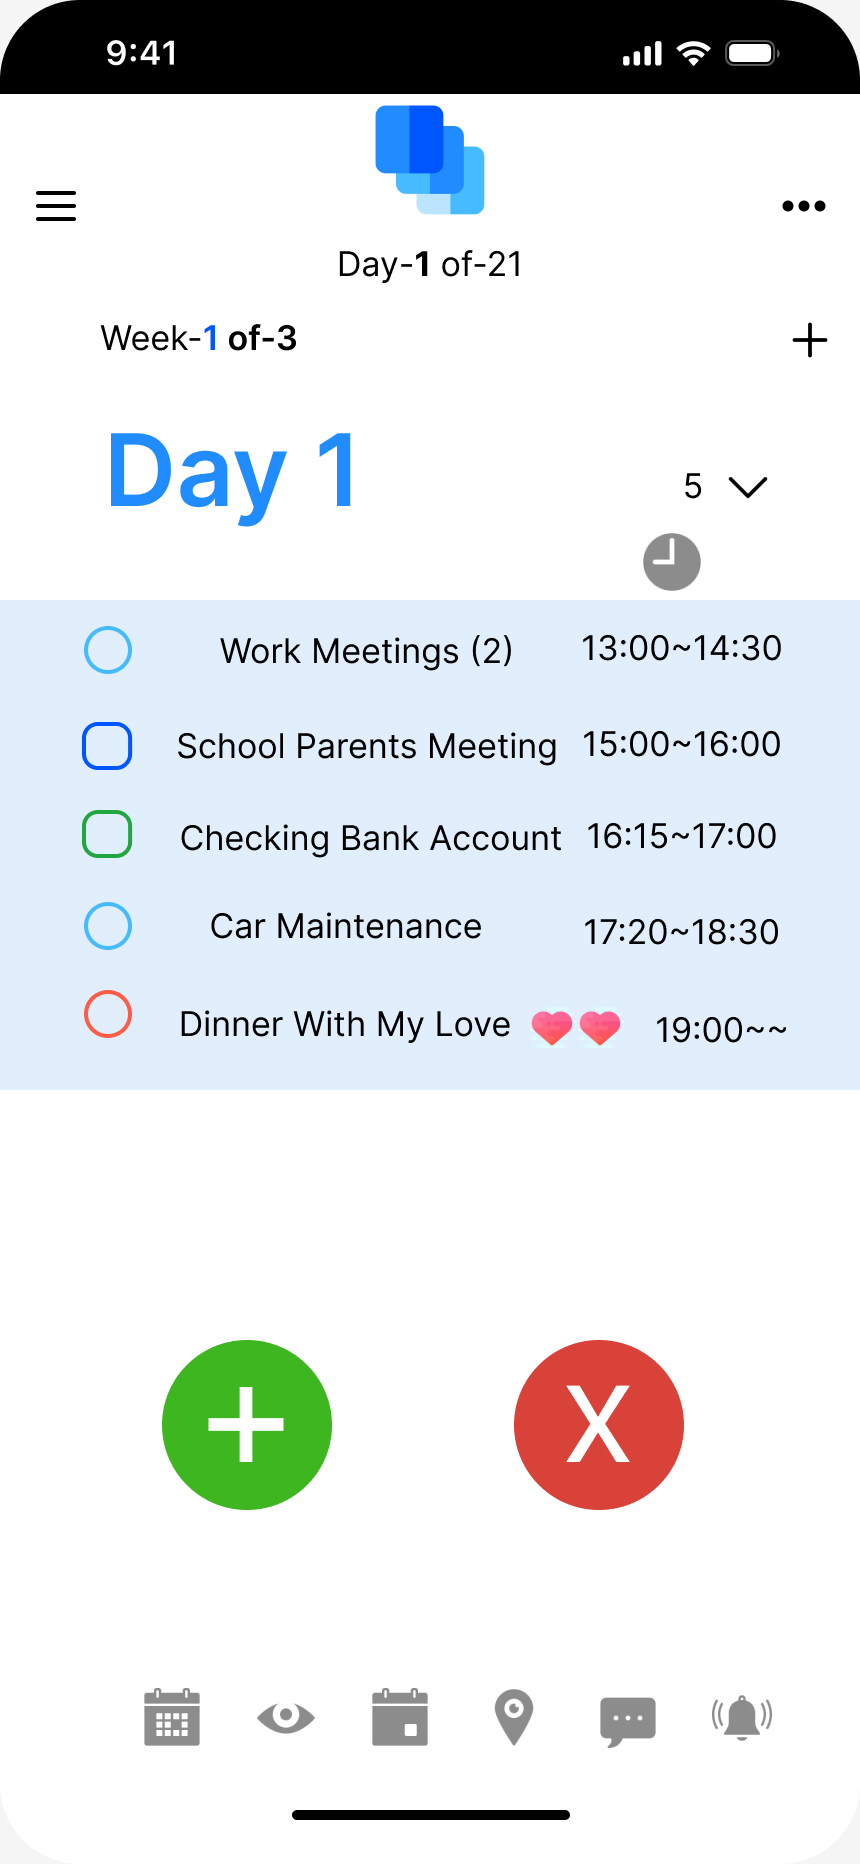 9:41
Day-1 of-21
Week-1 of-3
Day 1
5
Work Meetings (2) 13:00~14:30
School Parents Meeting 15:00~16:00
Checking Bank Account 16:15~17:00
Car Maintenance 17:20~18:30
Dinner With My Love 💗💗 19:00~~
X